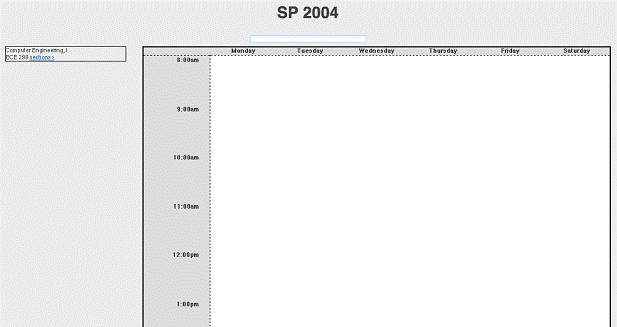 SP 2004
Computer Engineering, I
ECE 290 sections>
Monday Tuesday Wednesday Thursday Friday Saturday
8:00am
9:00am
10:00am
11:00am
12:00pm
1:00pm